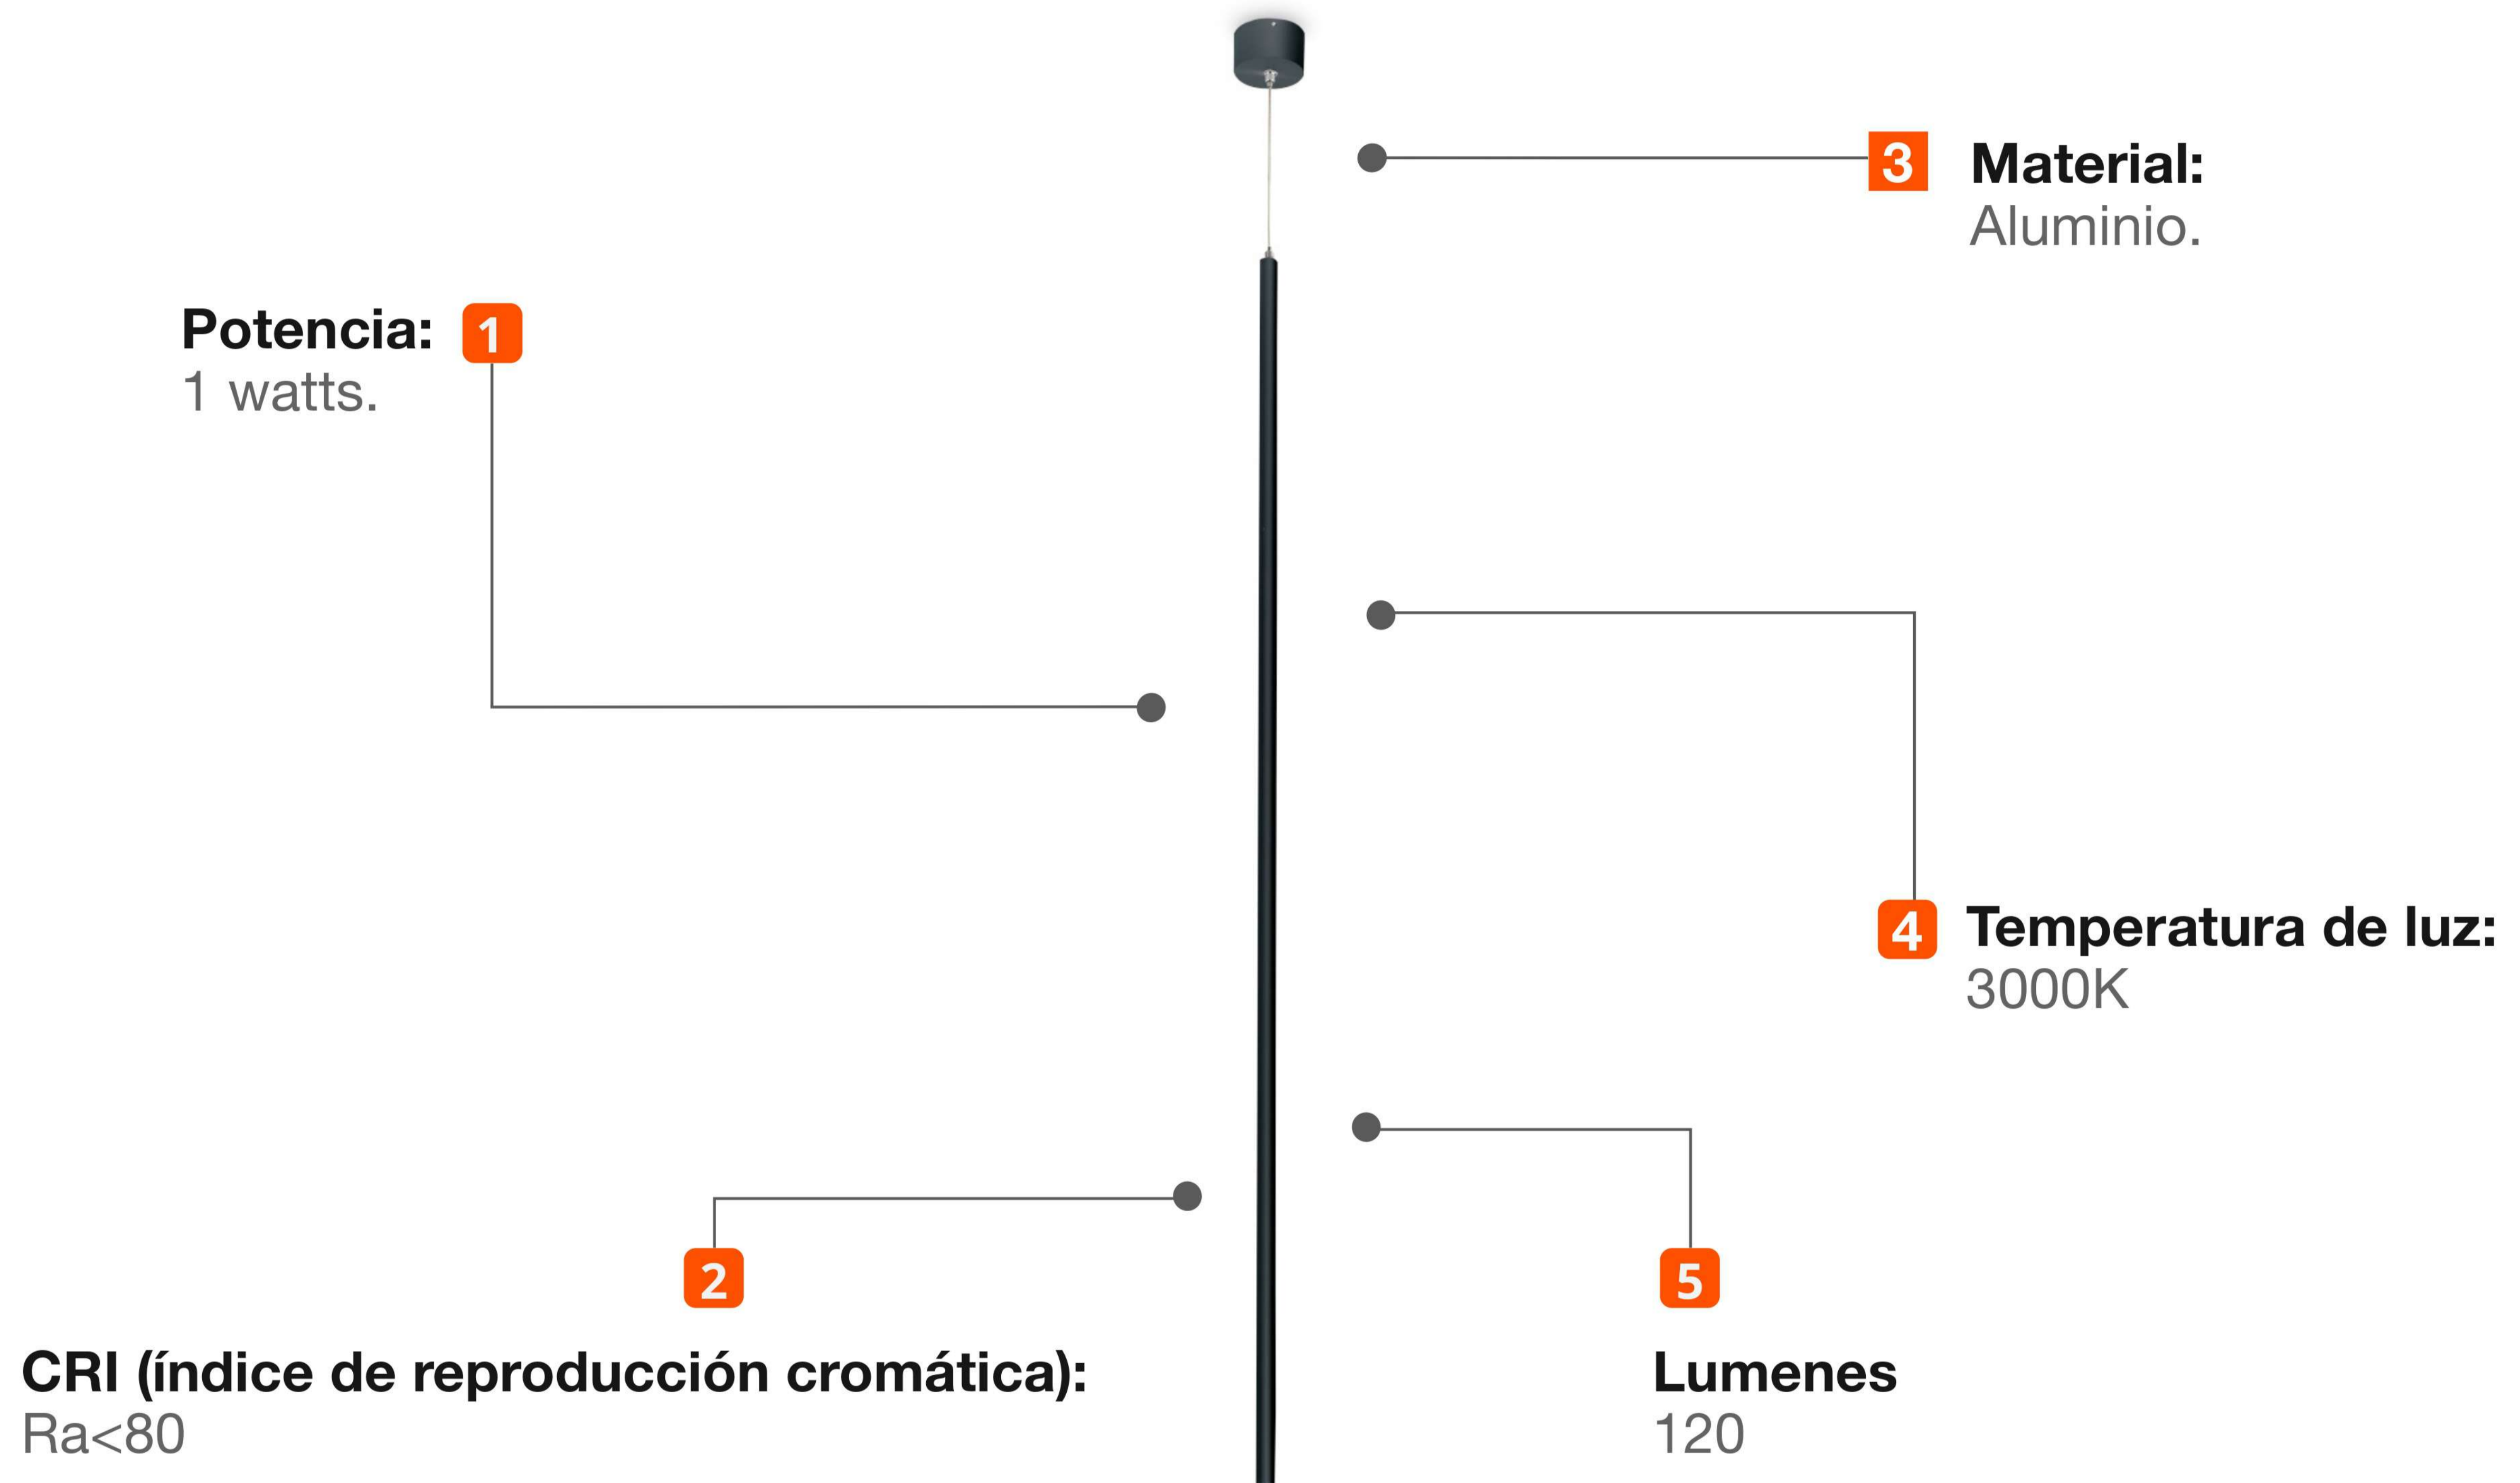 3 Material:
Aluminio.
Potencia: 1
1 watts.
4 Temperatura de luz:
3000K
2
CRI (índice de reproducción cromática):
Ra<80
5
Lumenes
120